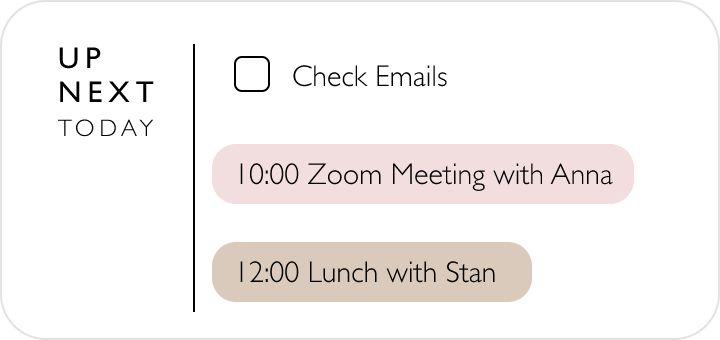 UP
NEXT
TODAY
Check Emails
10:00 Zoom Meeting with Anna
12:00 Lunch with Stan